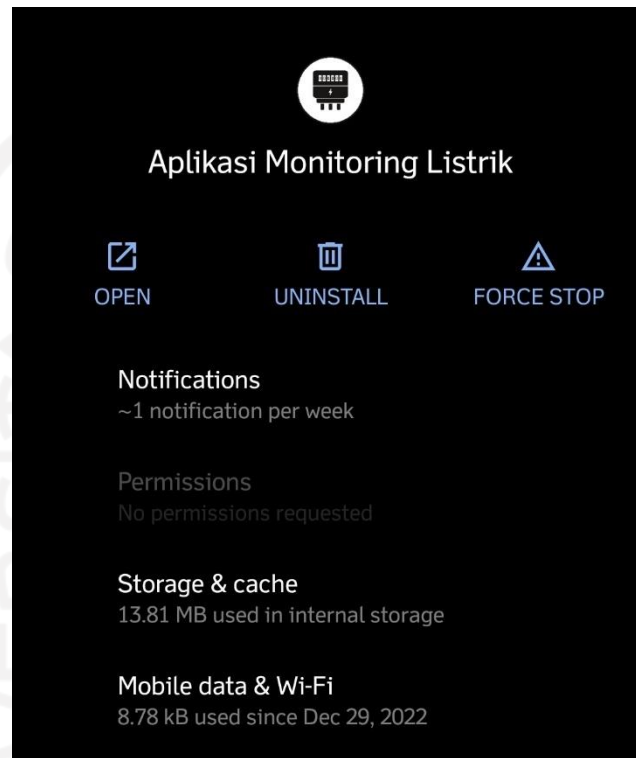 Aplikasi Monitoring Listrik
OPEN
UNINSTALL
FORCE STOP
Notifications
~1 notification per week
Permissions
No permissions requested
Storage & cache
13.81 MB used in internal storage
Mobile data & Wi-Fi
8.78 kB used since Dec 29, 2022